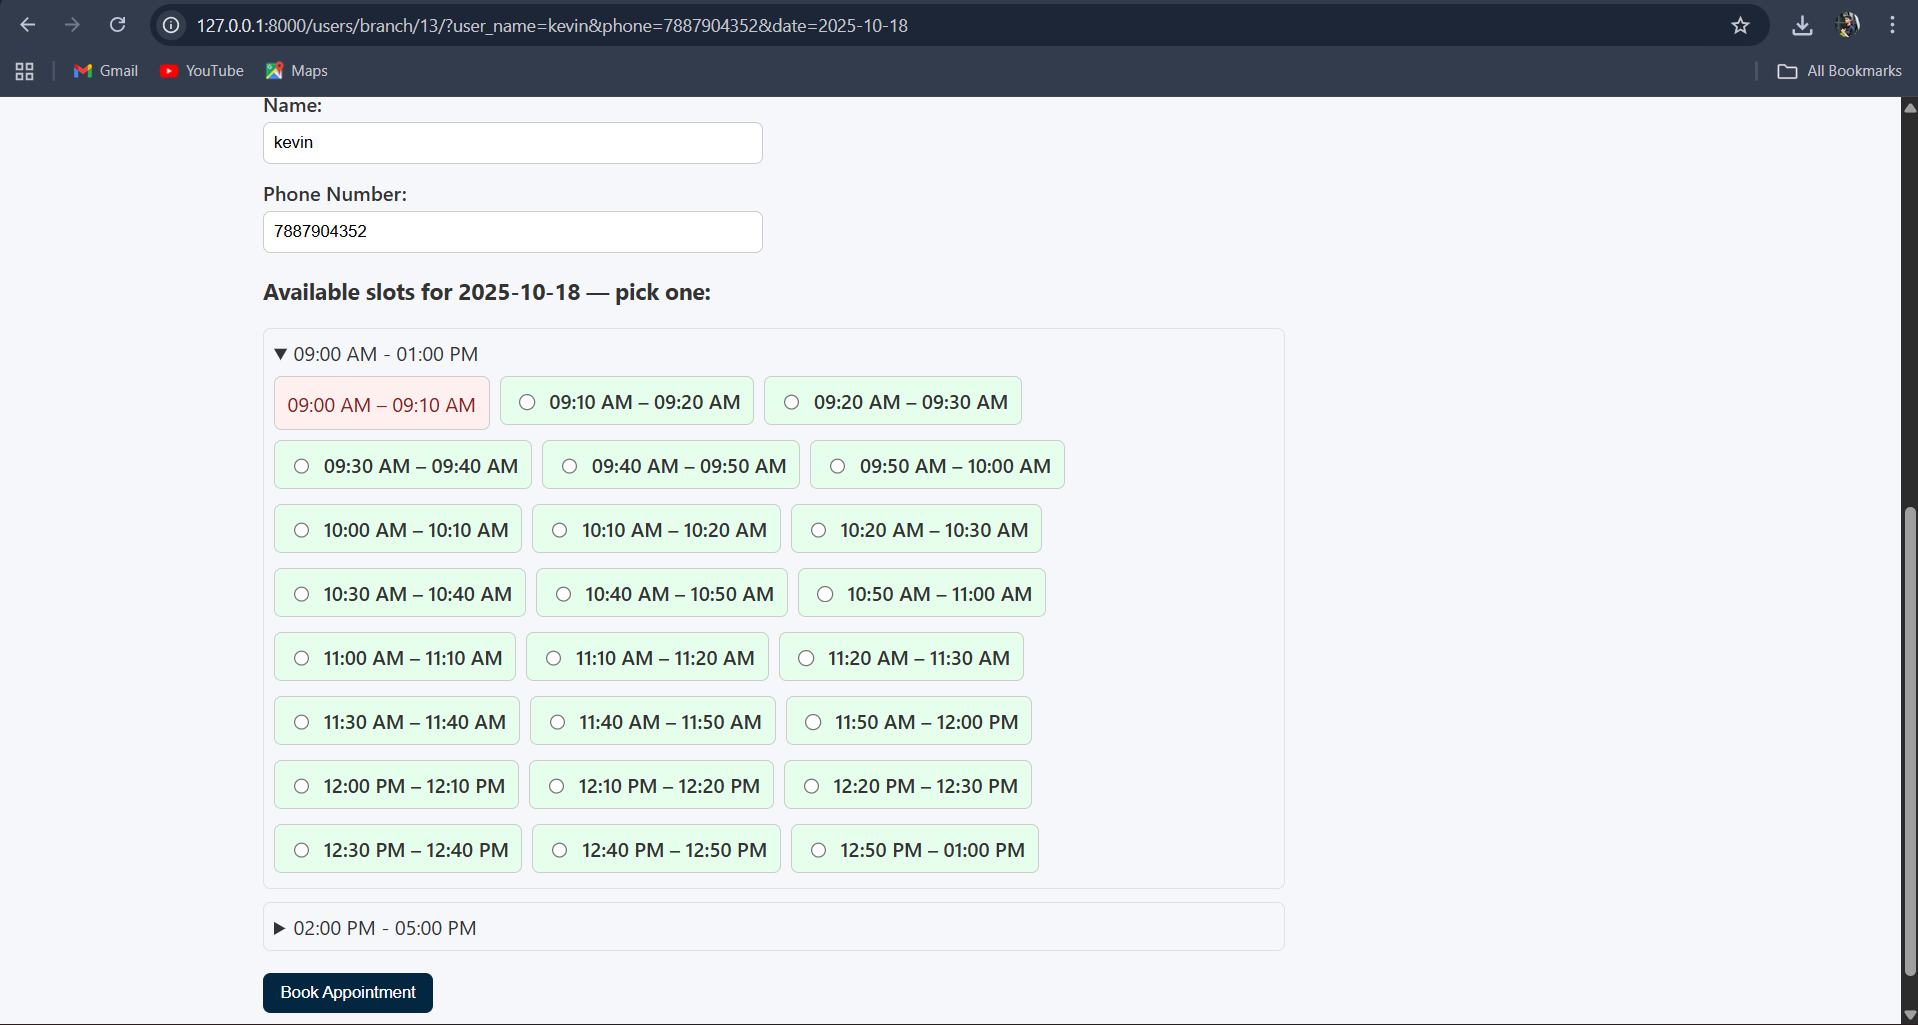 127.0.0.1:8000/users/branch/13/?user_name=kevin&phone=7887904352&date=2025-10-18
Gmail YouTube Maps All Bookmarks
Name:
kevin
Phone Number:
7887904352
Available slots for 2025-10-18 — pick one:
09:00 AM - 01:00 PM
09:00 AM – 09:10 AM 09:10 AM – 09:20 AM 09:20 AM – 09:30 AM
09:30 AM – 09:40 AM 09:40 AM – 09:50 AM 09:50 AM – 10:00 AM
10:00 AM – 10:10 AM 10:10 AM – 10:20 AM 10:20 AM – 10:30 AM
10:30 AM – 10:40 AM 10:40 AM – 10:50 AM 10:50 AM – 11:00 AM
11:00 AM – 11:10 AM 11:10 AM – 11:20 AM 11:20 AM – 11:30 AM
11:30 AM – 11:40 AM 11:40 AM – 11:50 AM 11:50 AM – 12:00 PM
12:00 PM – 12:10 PM 12:10 PM – 12:20 PM 12:20 PM – 12:30 PM
12:30 PM – 12:40 PM 12:40 PM – 12:50 PM 12:50 PM – 01:00 PM
02:00 PM - 05:00 PM
Book Appointment